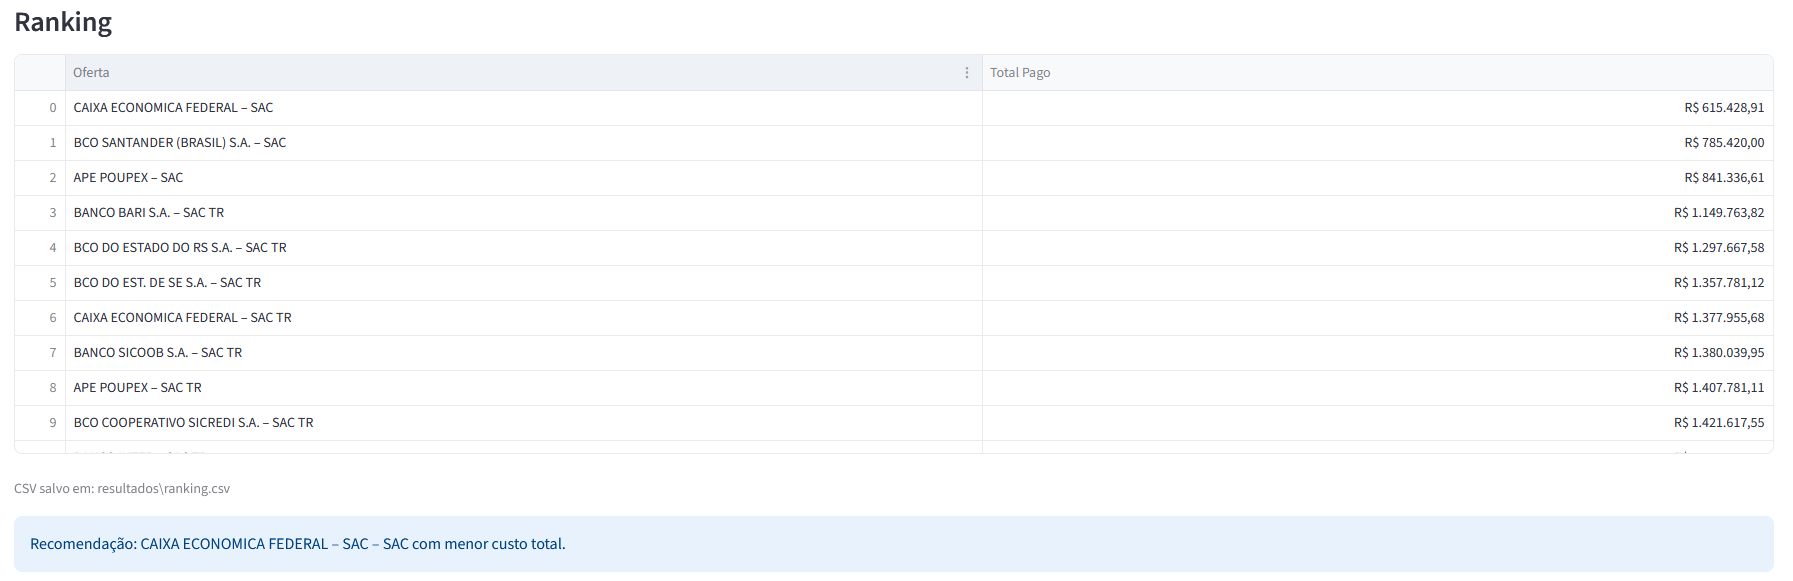 Ranking
Oferta Total Pago
0 CAIXA ECONOMICA FEDERAL – SAC R$ 615.428,91
1 BCO SANTANDER (BRASIL) S.A. – SAC R$ 785.420,00
2 APE POUPEX – SAC R$ 841.336,61
3 BANCO BARI S.A. – SAC TR R$ 1.149.763,82
4 BCO DO ESTADO DO RS S.A. – SAC TR R$ 1.297.667,58
5 BCO DO EST. DE SE S.A. – SAC TR R$ 1.357.781,12
6 CAIXA ECONOMICA FEDERAL – SAC TR R$ 1.377.955,68
7 BANCO SICOOB S.A. – SAC TR R$ 1.380.039,95
8 APE POUPEX – SAC TR R$ 1.407.781,11
9 BCO COOPERATIVO SICREDI S.A. – SAC TR R$ 1.421.617,55
CSV salvo em: resultados\ranking.csv
Recomendação: CAIXA ECONOMICA FEDERAL – SAC – SAC com menor custo total.